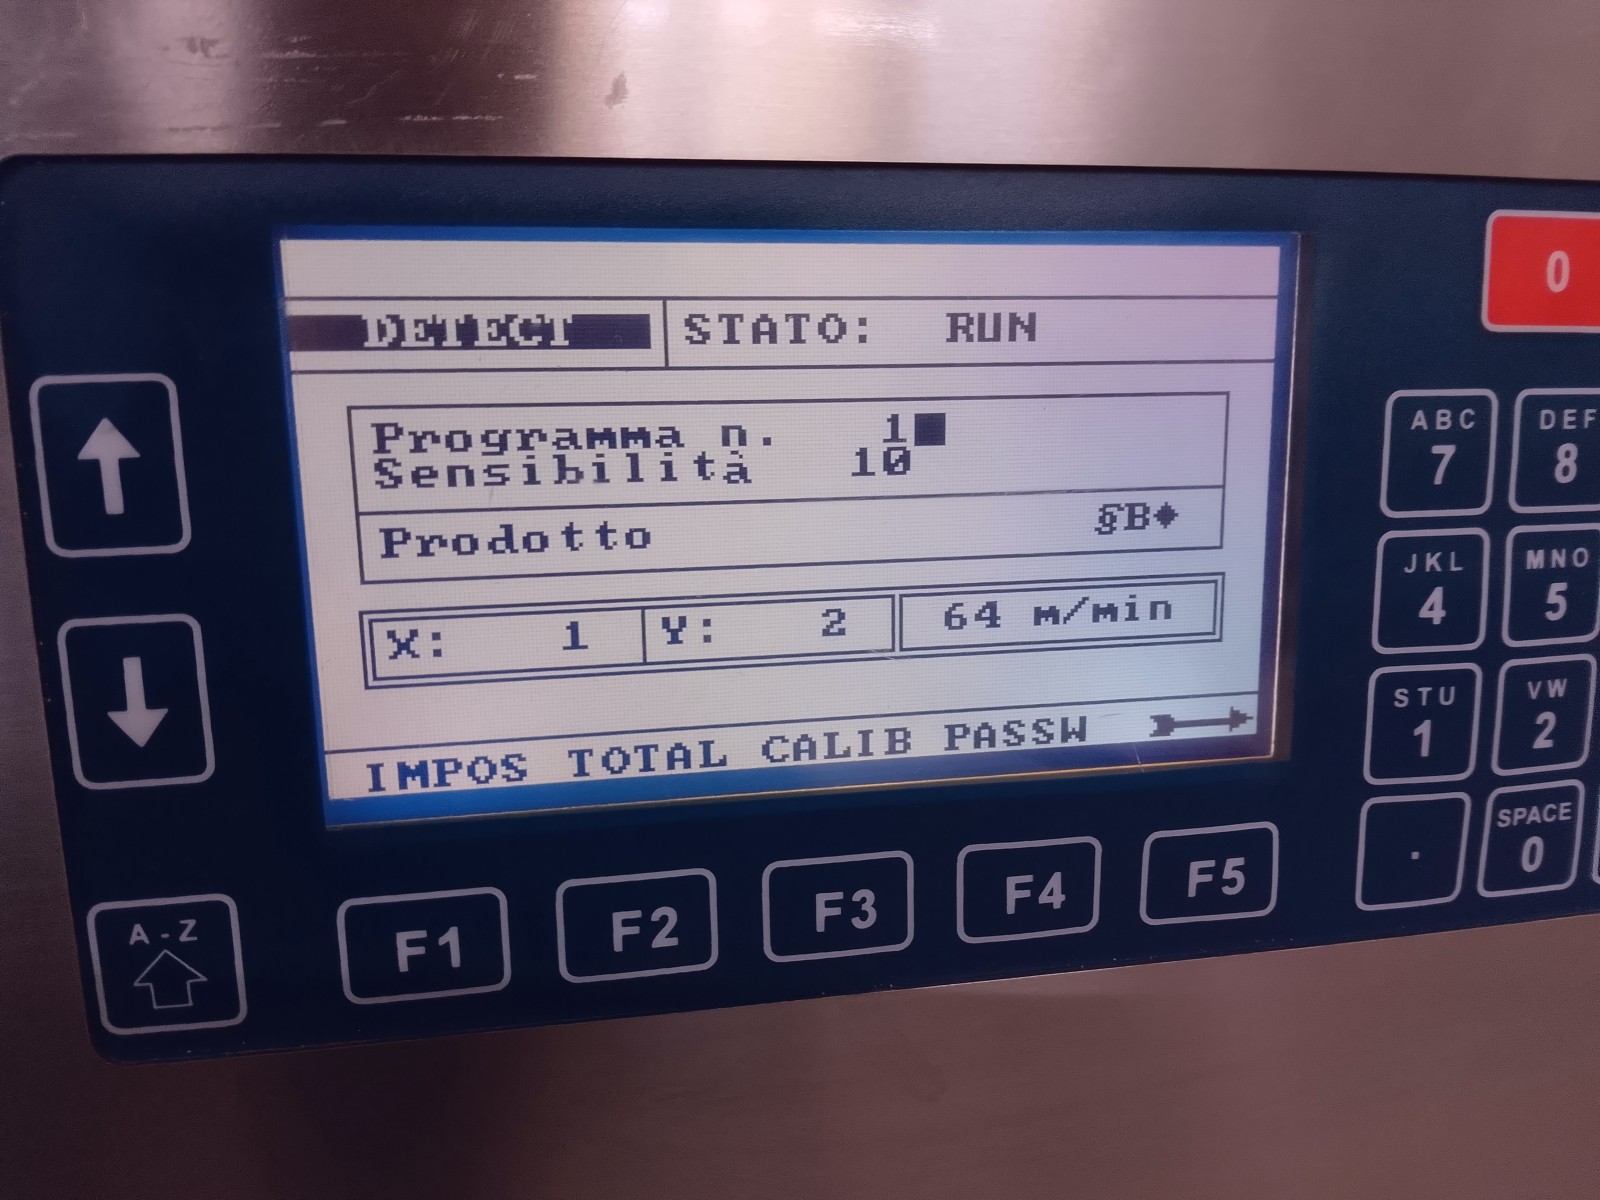 DETECT STATO: RUN
Programma n. 1
Sensibilità 10
Prodotto §B♦
X: 1 Y: 2 64 m/min
IMPOS TOTAL CALIB PASSW
A-Z
F1 F2 F3 F4 F5
0
ABC 7 DEF 8
JKL 4 MNO 5
STU 1 VW 2
. SPACE 0